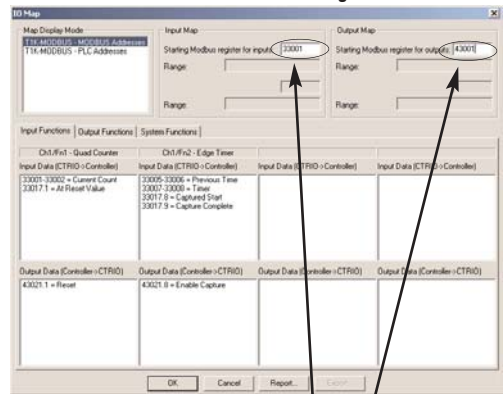 IO Map
Map Display Mode
T1K-MODBUS - MODBUS Addresses
T1K-MODBUS - PLC Addresses
Input Map
Starting Modbus register for inputs: 33001
Range:
Range:
Output Map
Starting Modbus register for outputs: 43001
Range:
Range:
Input Functions | Output Functions | System Functions
Ch1/Fn1 - Quad Counter
Ch1/Fn2 - Edge Timer
Input Data (CTRIO->Controller)
Input Data (CTRIO->Controller)
Input Data (CTRIO->Controller)
Input Data (CTRIO->Controller)
33001-33002 = Current Count
33017.1 = At Reset Value
33005-33006 = Previous Time
33007-33008 = Timer
33017.8 = Captured Start
33017.9 = Capture Complete
Output Data (Controller->CTRIO)
Output Data (Controller->CTRIO)
Output Data (Controller->CTRIO)
Output Data (Controller->CTRIO)
43021.1 = Reset
43021.8 = Enable Capture
OK
Cancel
Report...
Export...